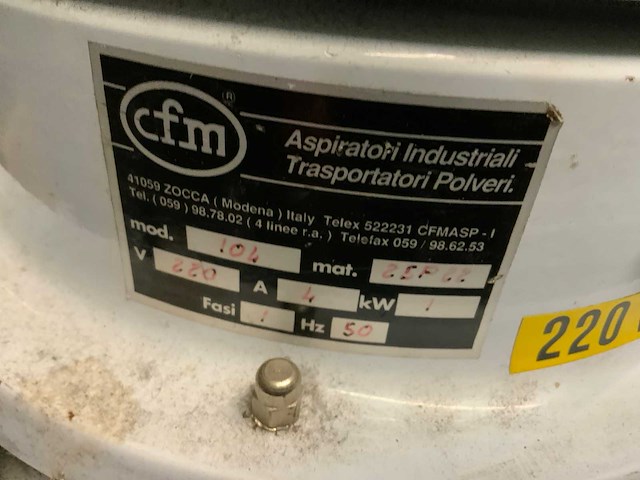 cfm ®
Aspiratori Industriali
Trasportatori Polveri.
41059 ZOCCA ( Modena ) Italy Telex 522231 CFMASP - I
Tel. ( 059 ) 98.78.02 ( 4 linee r.a. ) Telefax 059 / 98.62.53
mod. 104 mat.
V 220 A 4 kW 1
Fasi 1 Hz 50
220